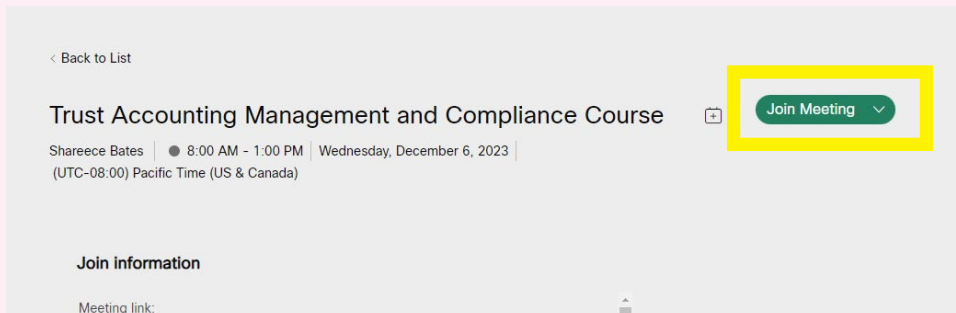 < Back to List
Trust Accounting Management and Compliance Course
Join Meeting
Shareece Bates | 8:00 AM - 1:00 PM | Wednesday, December 6, 2023 |
(UTC-08:00) Pacific Time (US & Canada)
Join information
Meeting link: